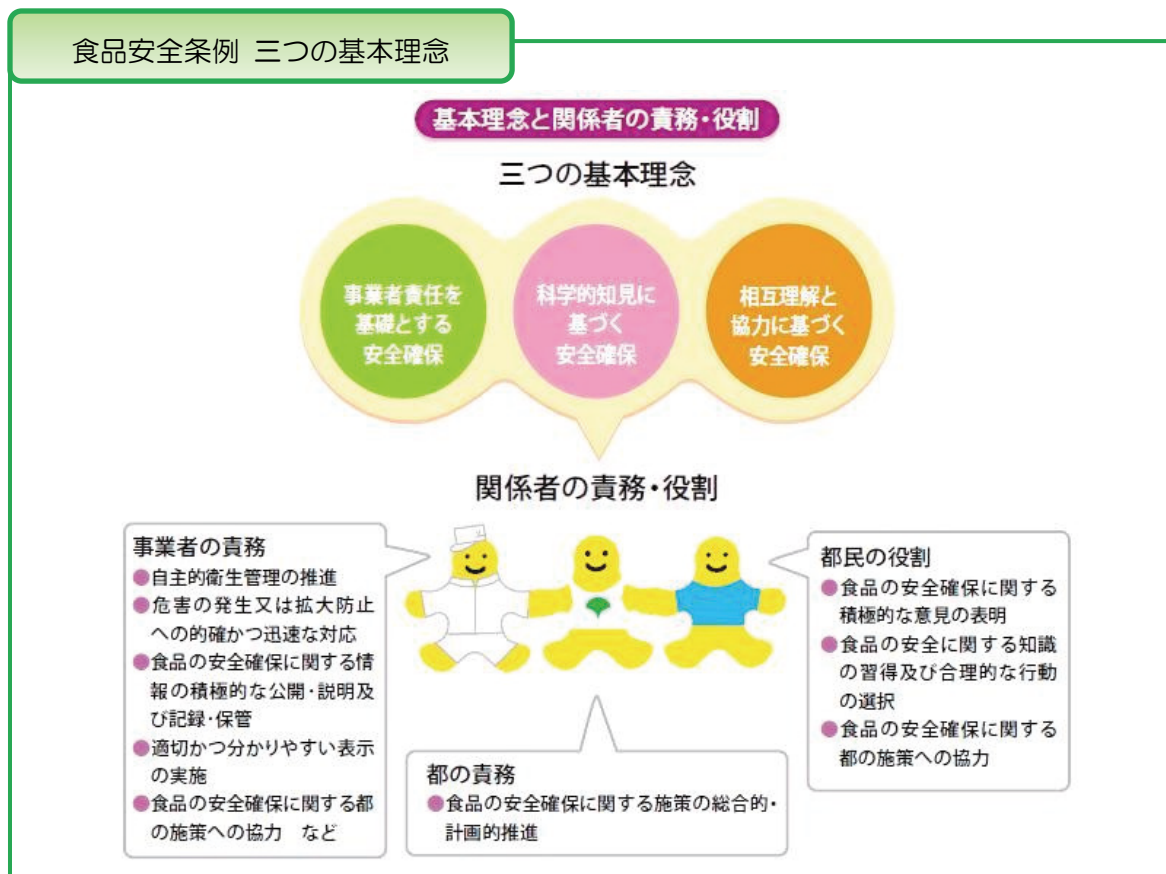 食品安全条例 三つの基本理念
基本理念と関係者の責務・役割
三つの基本理念
事業者責任を
基礎とする
安全確保
科学的知見に
基づく
安全確保
相互理解と
協力に基づく
安全確保
関係者の責務・役割
事業者の責務
●自主的衛生管理の推進
●危害の発生又は拡大防止
への的確かつ迅速な対応
●食品の安全確保に関する情
報の積極的な公開・説明及
び記録・保管
●適切かつ分かりやすい表示
の実施
●食品の安全確保に関する都
の施策への協力 など
都の責務
●食品の安全確保に関する施策の総合的・
計画的推進
都民の役割
●食品の安全確保に関する
積極的な意見の表明
●食品の安全に関する知識
の習得及び合理的な行動
の選択
●食品の安全確保に関する
都の施策への協力